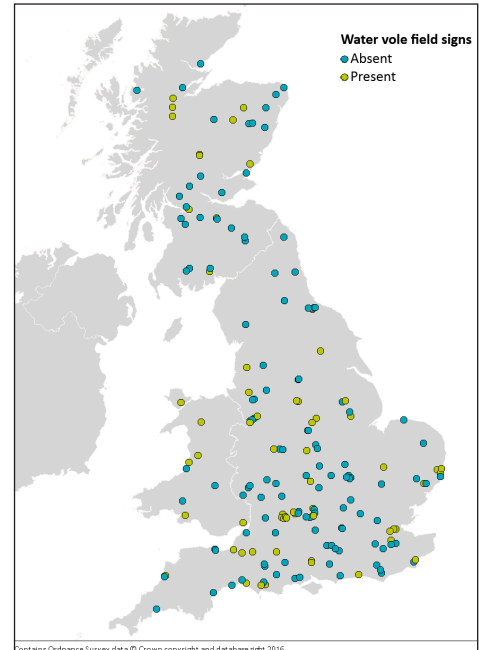 Water vole field signs
Absent
Present
Contains Ordnance Survey data © Crown copyright and database right 2016